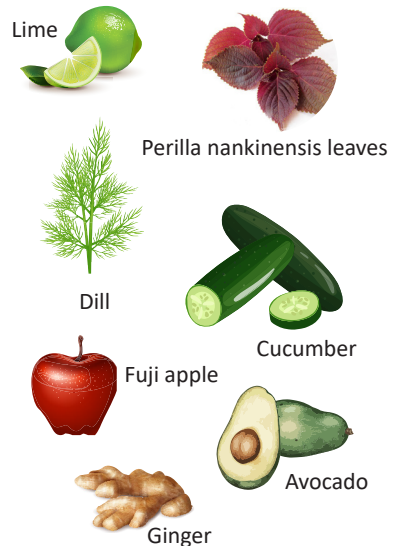 Lime
Perilla nankinensis leaves
Dill
Cucumber
Fuji apple
Avocado
Ginger